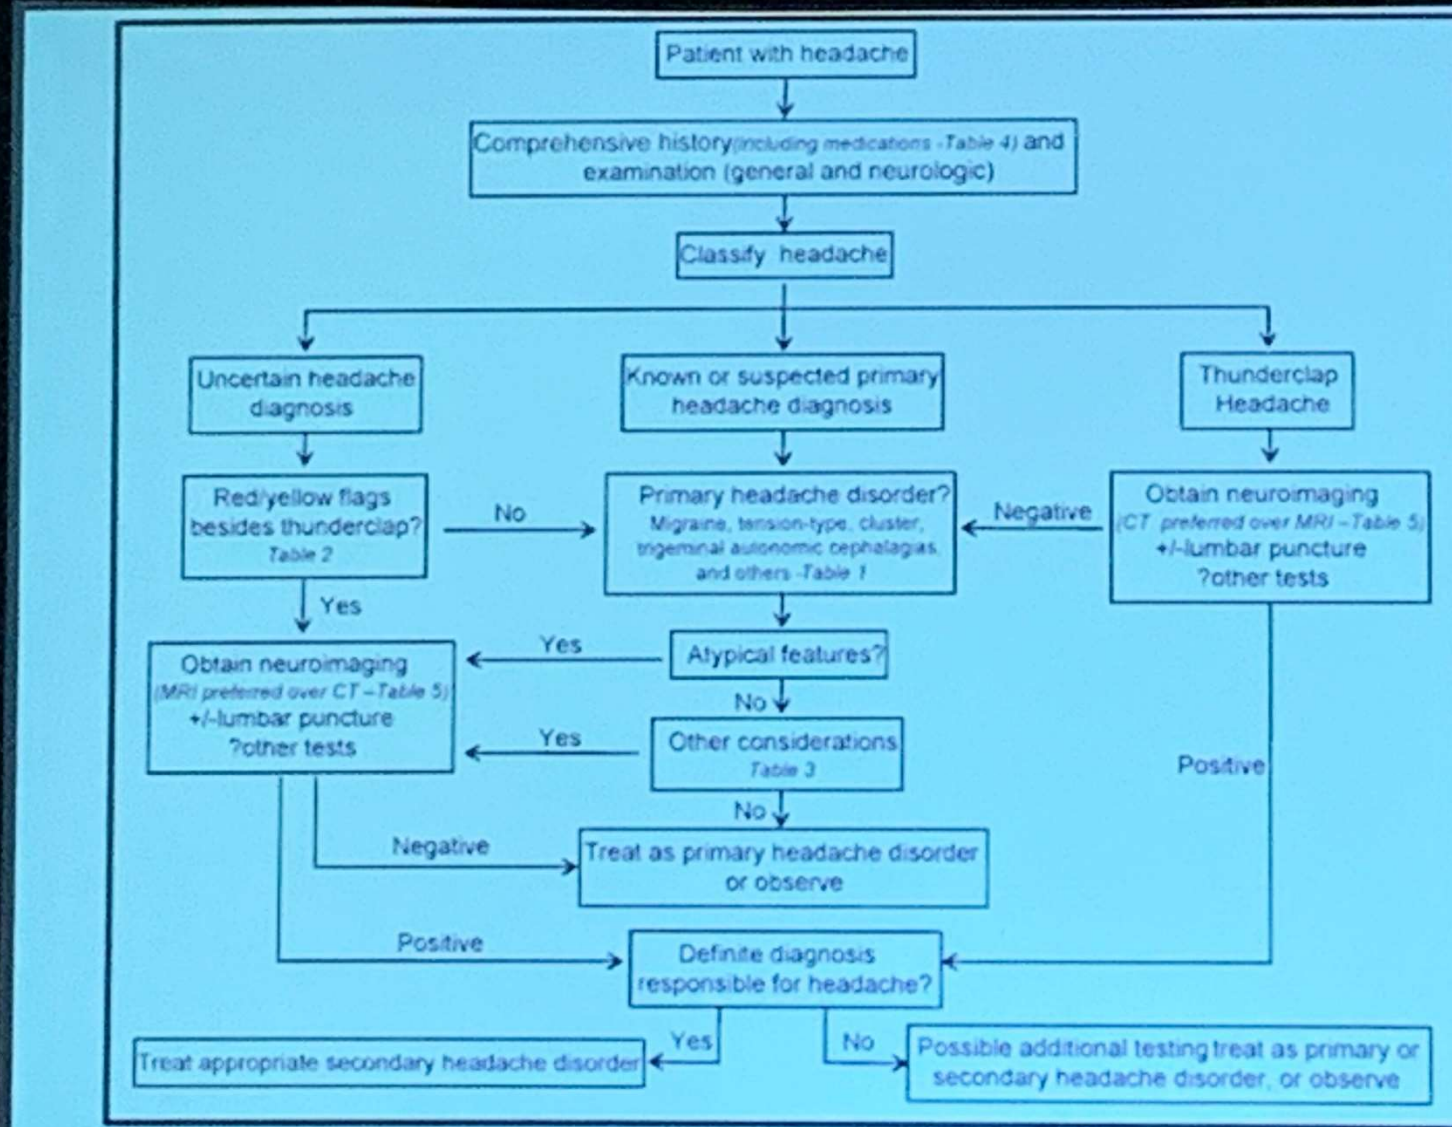 Patient with headache
Comprehensive history(including medications -Table 4) and
examination (general and neurologic)
Classify headache
Uncertain headache
diagnosis
Known or suspected primary
headache diagnosis
Thunderclap
Headache
Red/yellow flags
besides thunderclap?
Table 2
No
Primary headache disorder?
Migraine, tension-type, cluster,
trigeminal autonomic cephalagias,
and others -Table 1
Negative
Obtain neuroimaging
(CT preferred over MRI -Table 5)
+/-lumbar puncture
?other tests
Yes
Obtain neuroimaging
(MRI preferred over CT -Table 5)
+/-lumbar puncture
?other tests
Yes
Atypical features?
No
Yes
Other considerations
Table 3
Positive
No
Negative
Treat as primary headache disorder
or observe
Positive
Definite diagnosis
responsible for headache?
Yes
No
Treat appropriate secondary headache disorder
Possible additional testing treat as primary or
secondary headache disorder, or observe